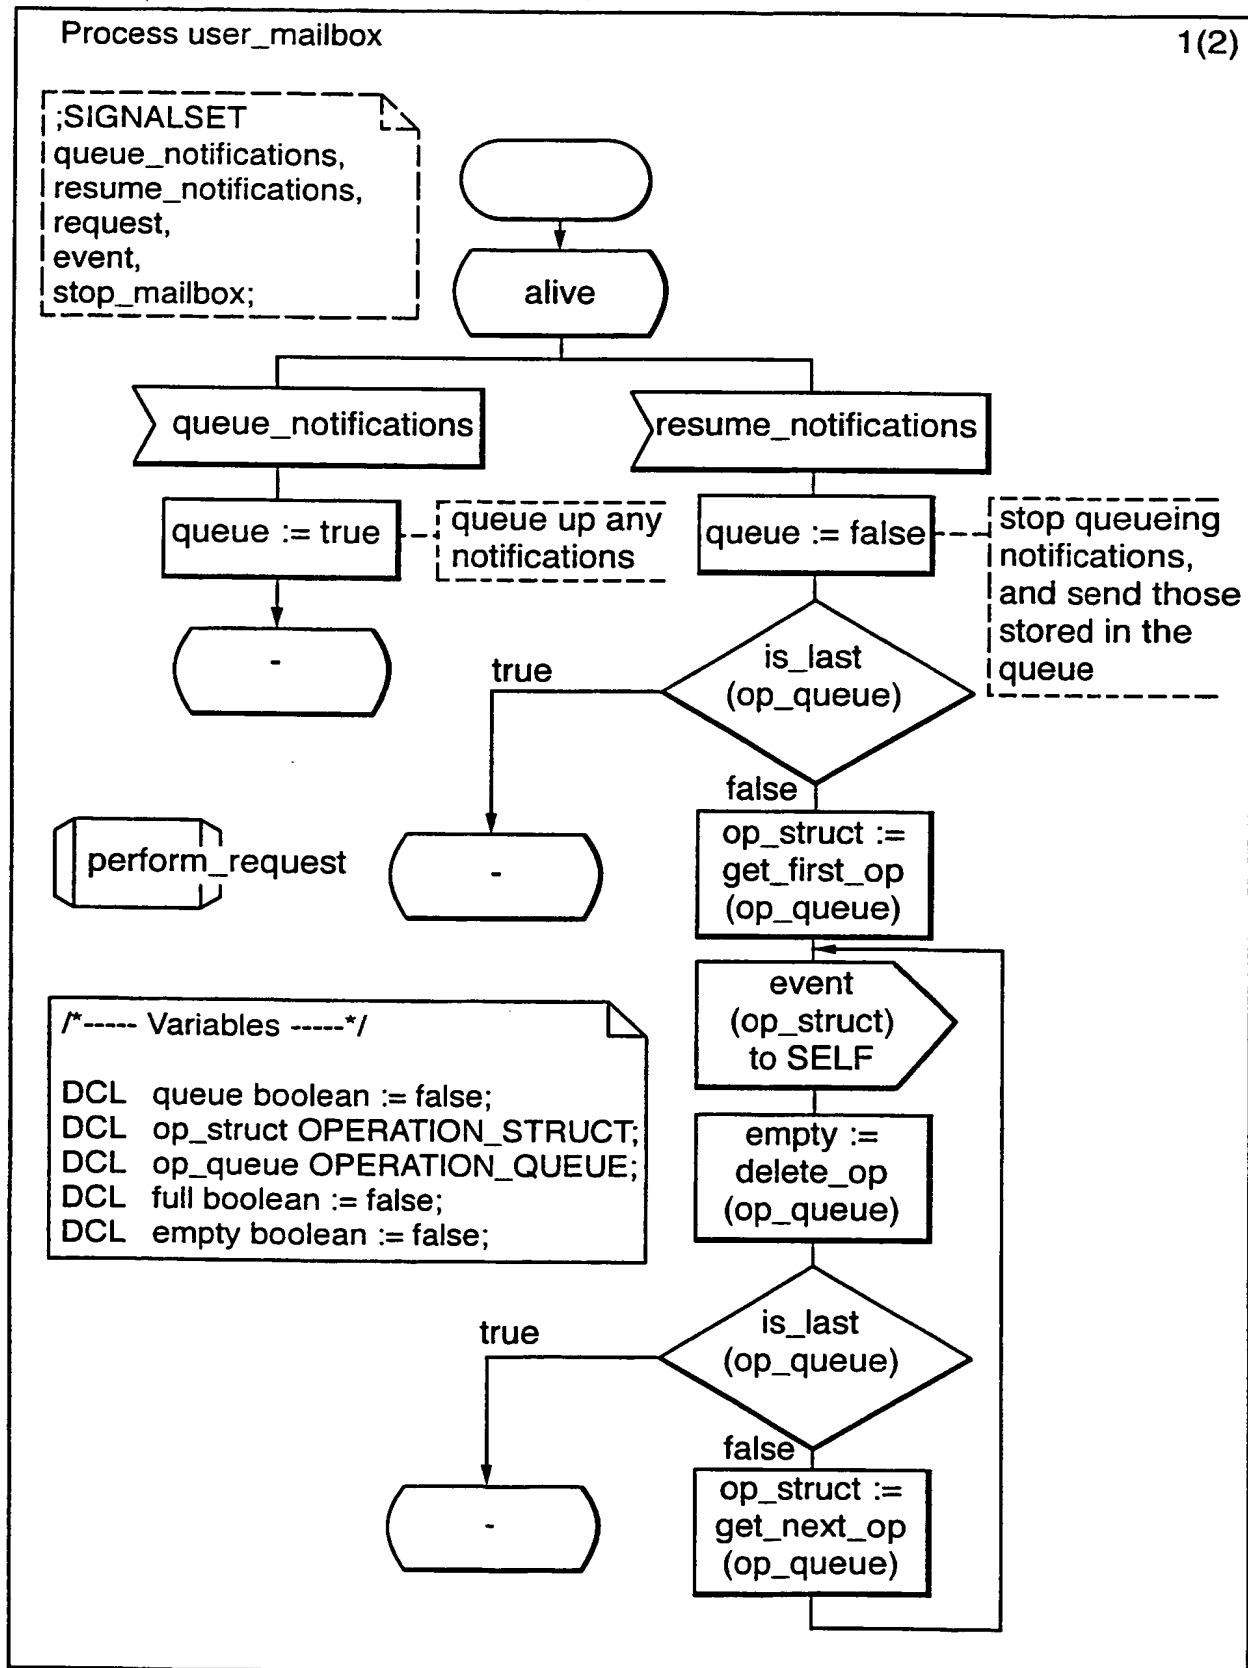 Process user_mailbox
1(2)
;SIGNALSET
queue_notifications,
resume_notifications,
request,
event,
stop_mailbox;
alive
queue_notifications
resume_notifications
queue := true
queue up any
notifications
queue := false
stop queueing
notifications,
and send those
stored in the
queue
-
is_last
(op_queue)
true
false
-
op_struct :=
get_first_op
(op_queue)
perform_request
event
(op_struct)
to SELF
/*----- Variables -----*/
DCL queue boolean := false;
DCL op_struct OPERATION_STRUCT;
DCL op_queue OPERATION_QUEUE;
DCL full boolean := false;
DCL empty boolean := false;
empty :=
delete_op
(op_queue)
is_last
(op_queue)
true
false
-
op_struct :=
get_next_op
(op_queue)